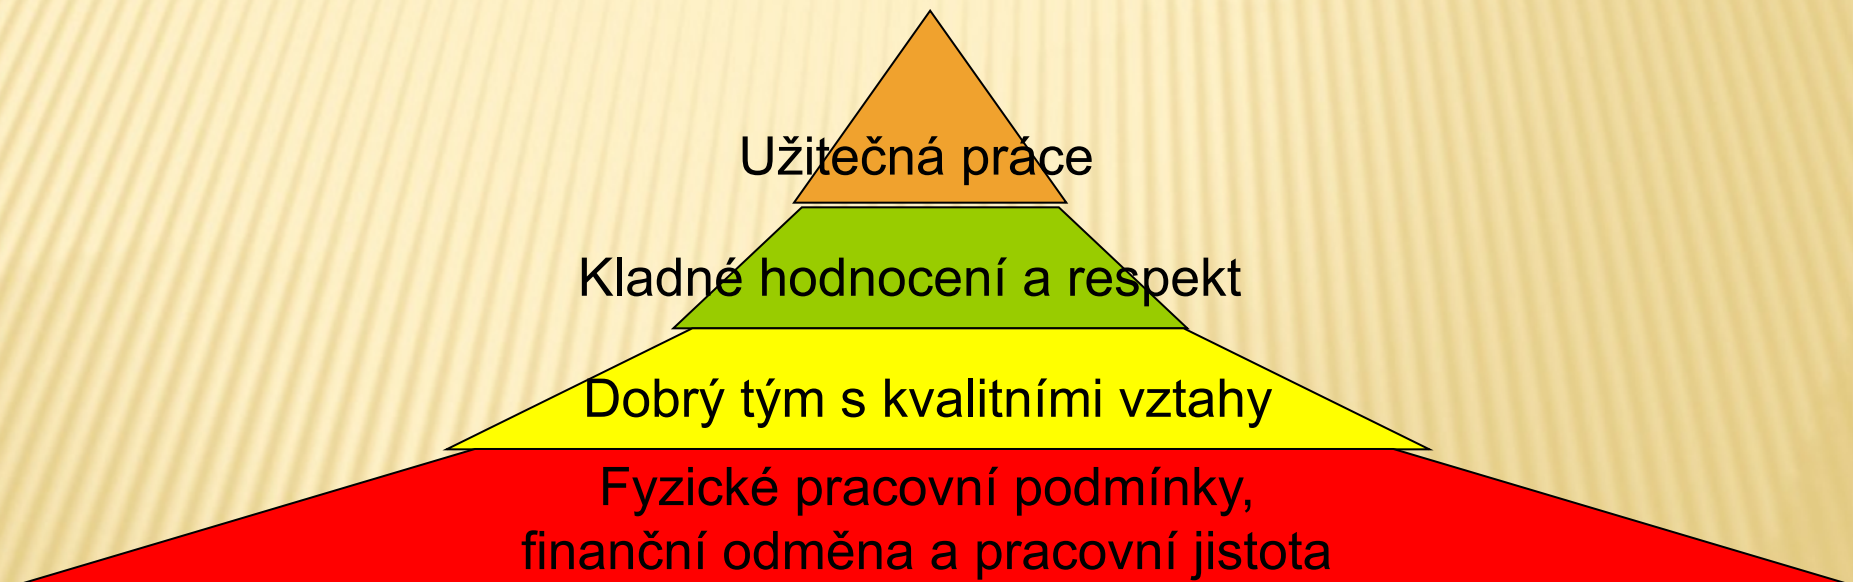 Užitečná práce
Kladné hodnocení a respekt
Dobrý tým s kvalitními vztahy
Fyzické pracovní podmínky,
finanční odměna a pracovní jistota